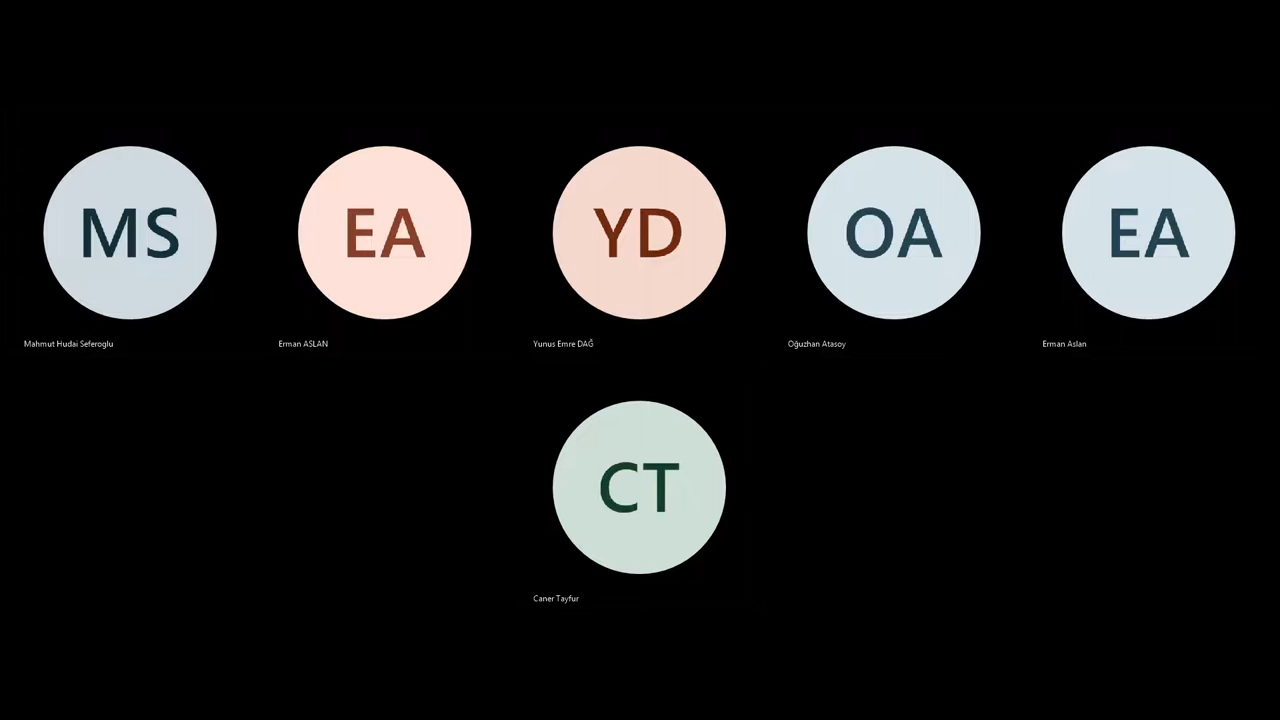 MS
EA
YD
OA
EA
Mahmut Hudai Seferoglu
Erman ASLAN
Yunus Emre DAĞ
Oğuzhan Atasoy
Erman Aslan
CT
Caner Tayfur